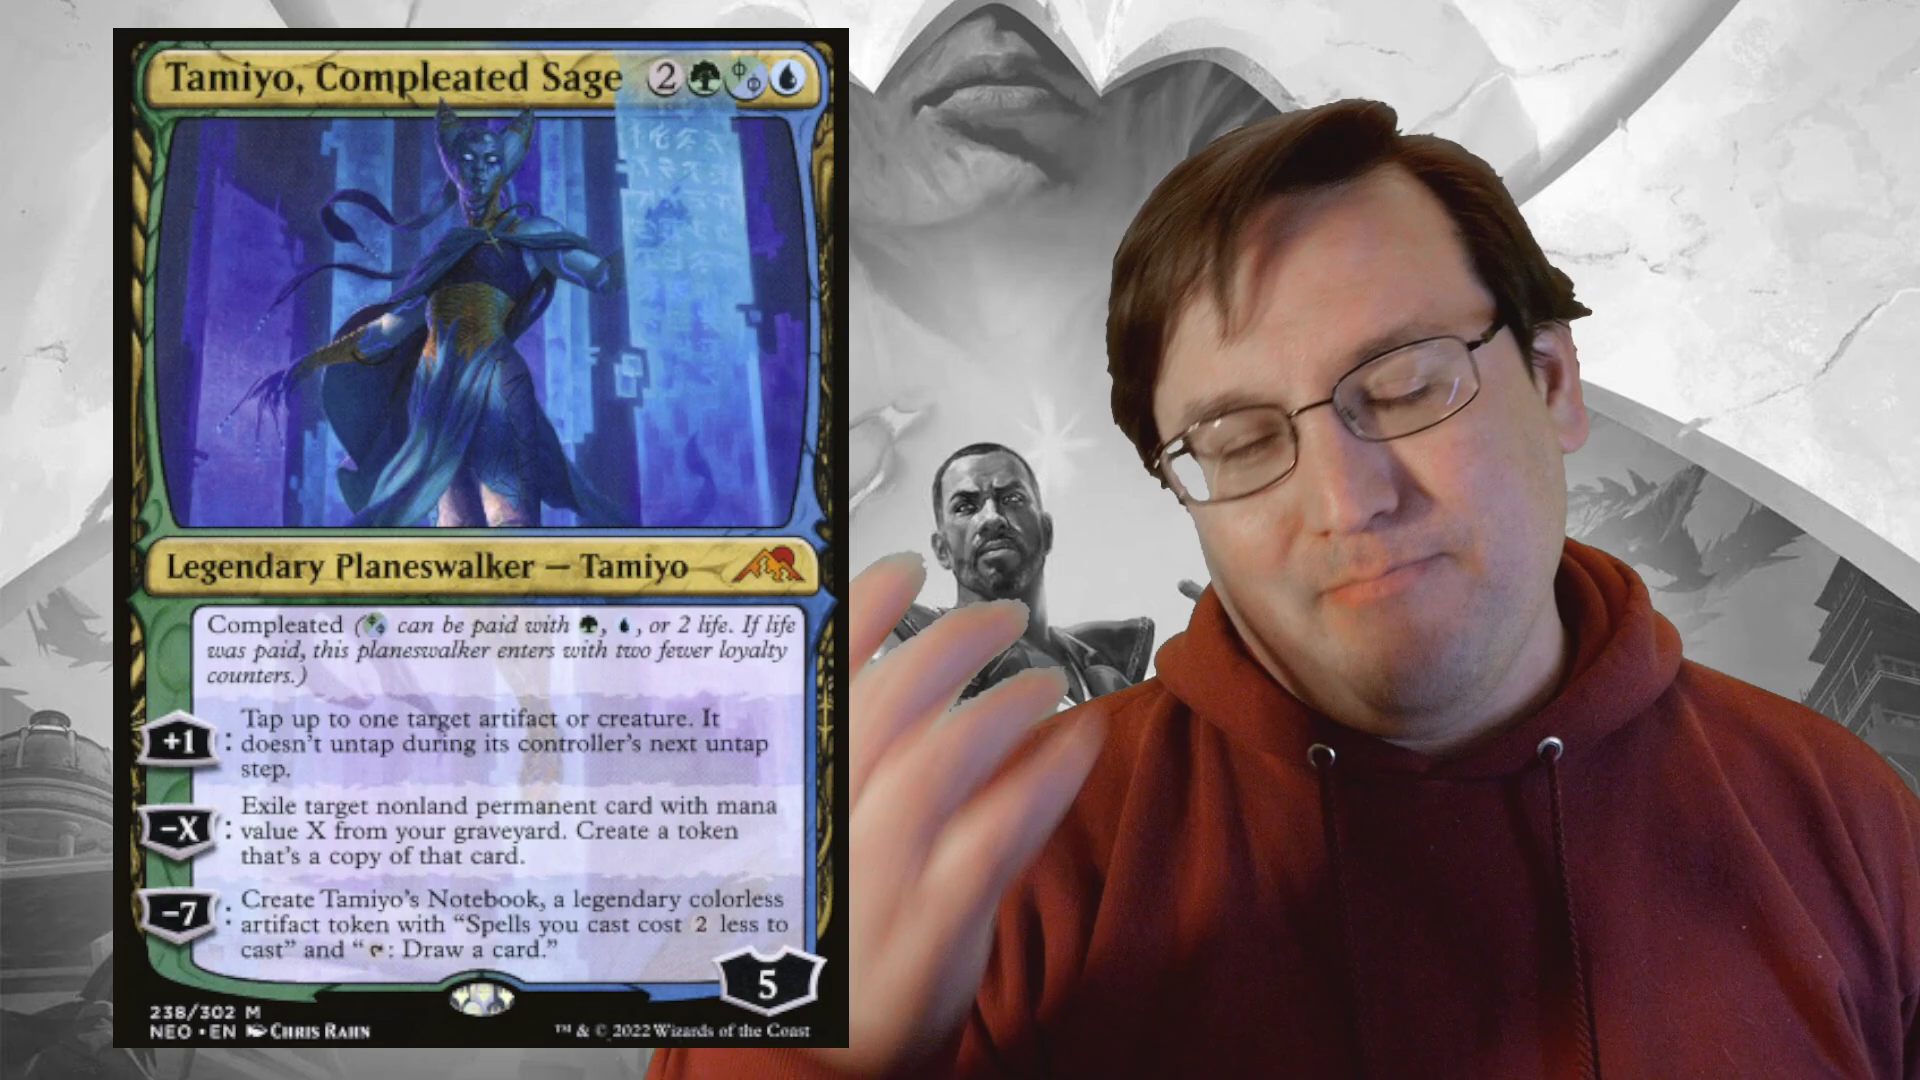 Tamiyo, Compleated Sage 2
Legendary Planeswalker — Tamiyo
Compleated ( can be paid with , , or 2 life. If life
was paid, this planeswalker enters with two fewer loyalty
counters.)
+1 : Tap up to one target artifact or creature. It
doesn't untap during its controller's next untap
step.
−X : Exile target nonland permanent card with mana
value X from your graveyard. Create a token
that's a copy of that card.
−7 : Create Tamiyo's Notebook, a legendary colorless
artifact token with “Spells you cast cost 2 less to
cast” and “ : Draw a card.”
5
238/302 M
NEO • EN CHRIS RAHN
™ & © 2022 Wizards of the Coast